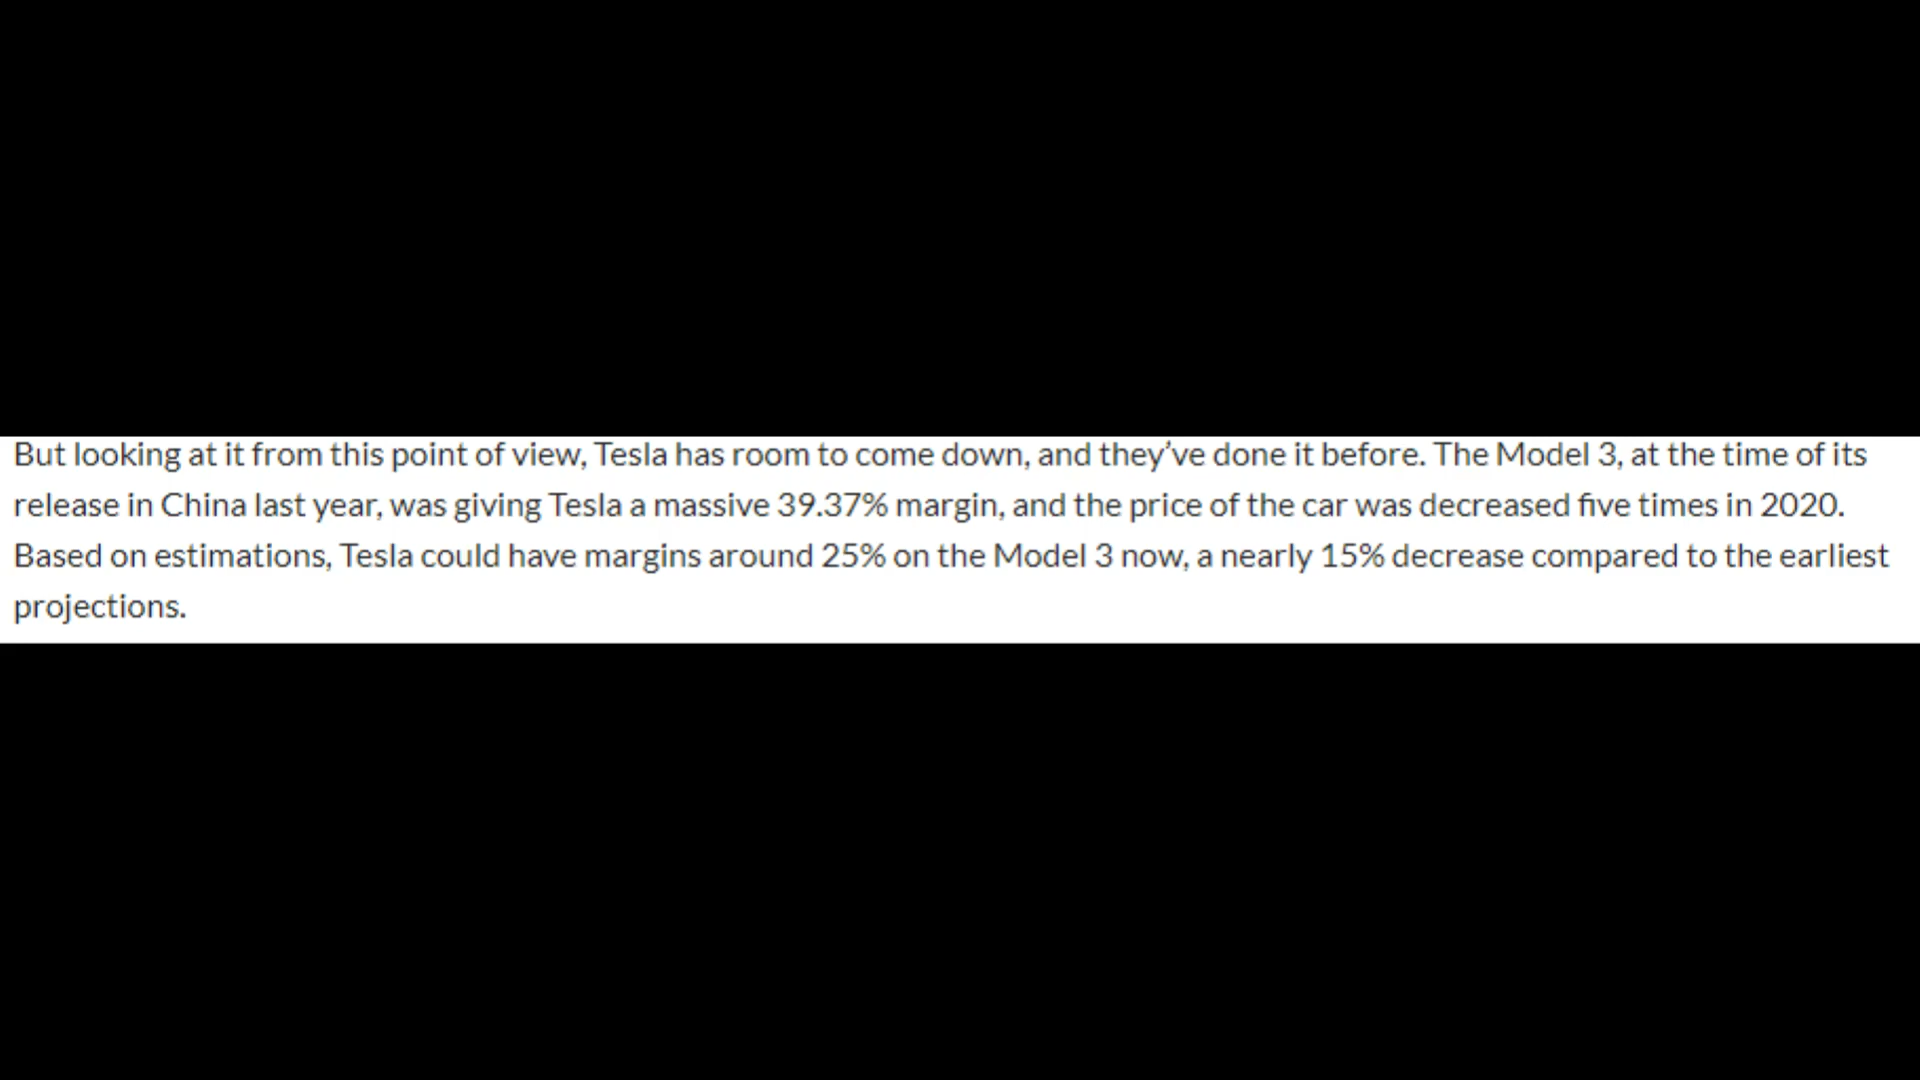 But looking at it from this point of view, Tesla has room to come down, and they’ve done it before. The Model 3, at the time of its
release in China last year, was giving Tesla a massive 39.37% margin, and the price of the car was decreased five times in 2020.
Based on estimations, Tesla could have margins around 25% on the Model 3 now, a nearly 15% decrease compared to the earliest
projections.